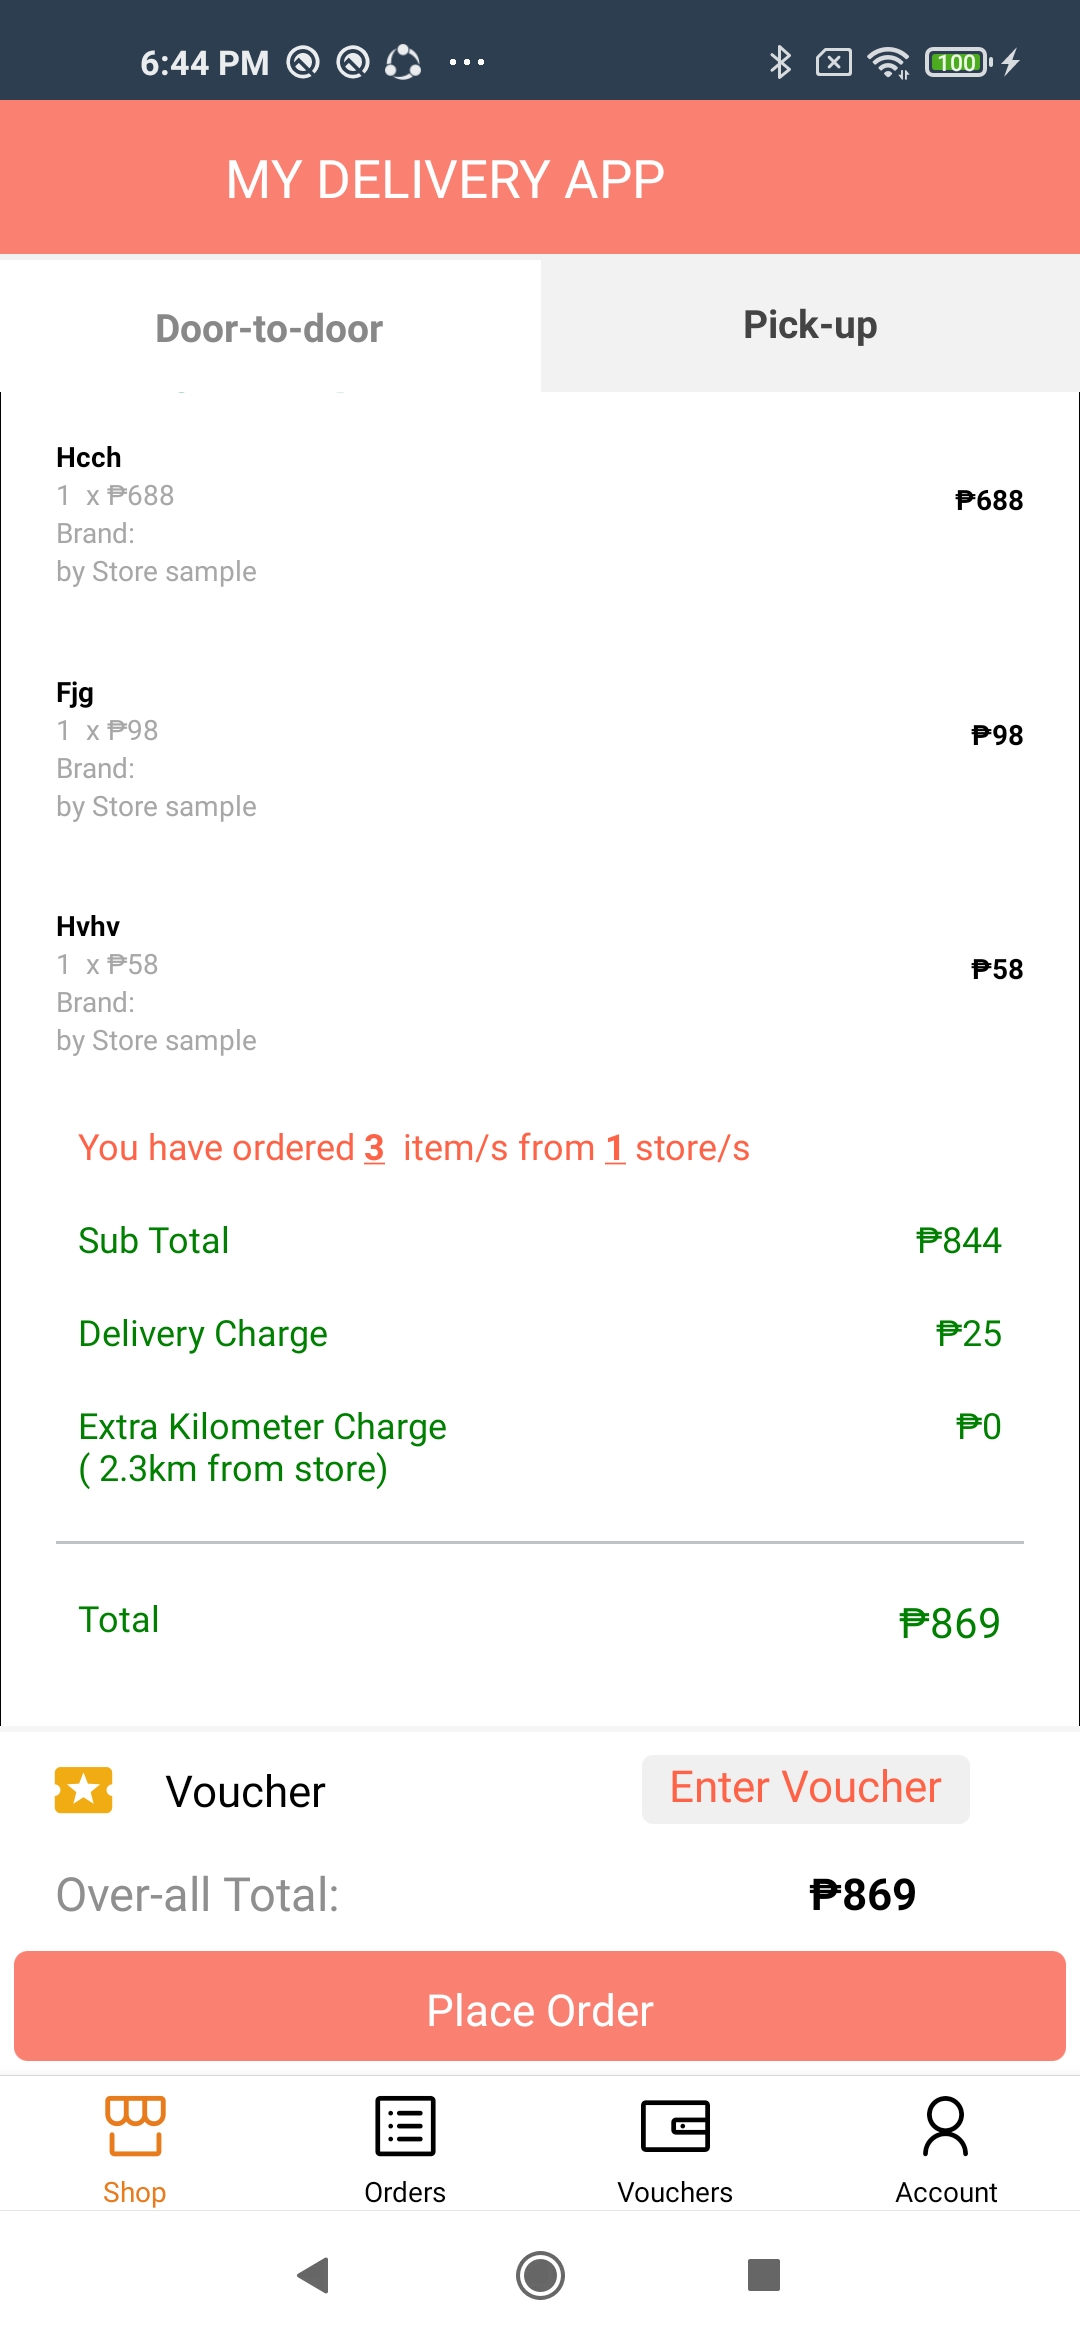 6:44 PM
100
MY DELIVERY APP
Door-to-door
Pick-up
Hcch
1 x ₱688
₱688
Brand:
by Store sample
Fjg
1 x ₱98
₱98
Brand:
by Store sample
Hvhv
1 x ₱58
₱58
Brand:
by Store sample
You have ordered 3 item/s from 1 store/s
Sub Total ₱844
Delivery Charge ₱25
Extra Kilometer Charge ₱0
( 2.3km from store)
Total ₱869
Voucher
Enter Voucher
Over-all Total: ₱869
Place Order
Shop
Orders
Vouchers
Account